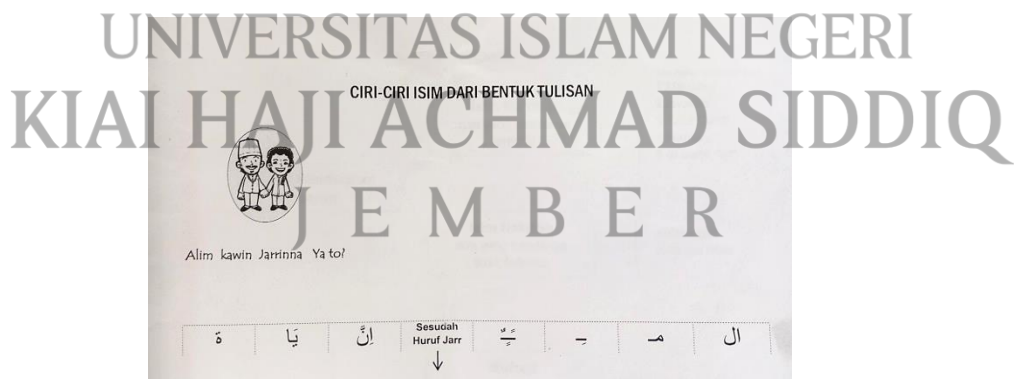 UNIVERSITAS ISLAM NEGERI
KIAI HAJI ACHMAD SIDDIQ
JEMBER
CIRI-CIRI ISIM DARI BENTUK TULISAN
Alim kawin Jarrinna Ya to?
ال
مـ
ـِ
ـًـٍـٌ
Sesudah
Huruf Jarr
↓
اِنَّ
يَا
ة